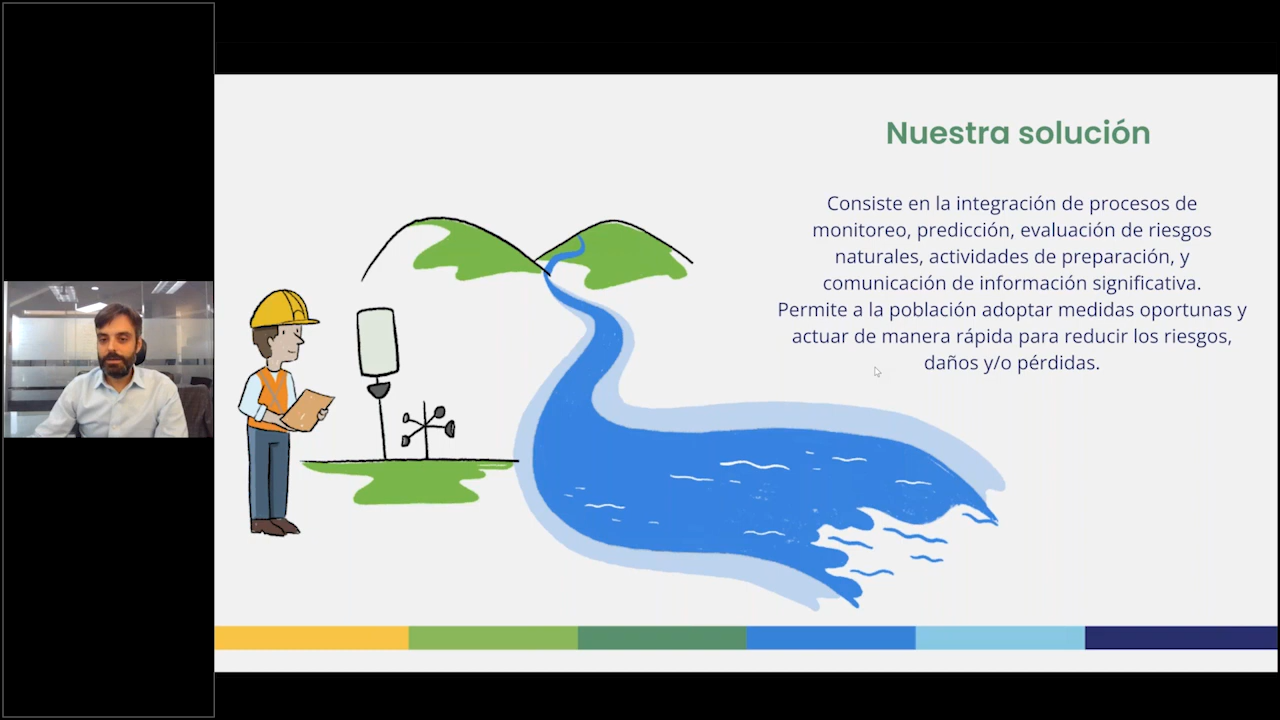 Nuestra solución
Consiste en la integración de procesos de
monitoreo, predicción, evaluación de riesgos
naturales, actividades de preparación, y
comunicación de información significativa.
Permite a la población adoptar medidas oportunas y
actuar de manera rápida para reducir los riesgos,
daños y/o pérdidas.